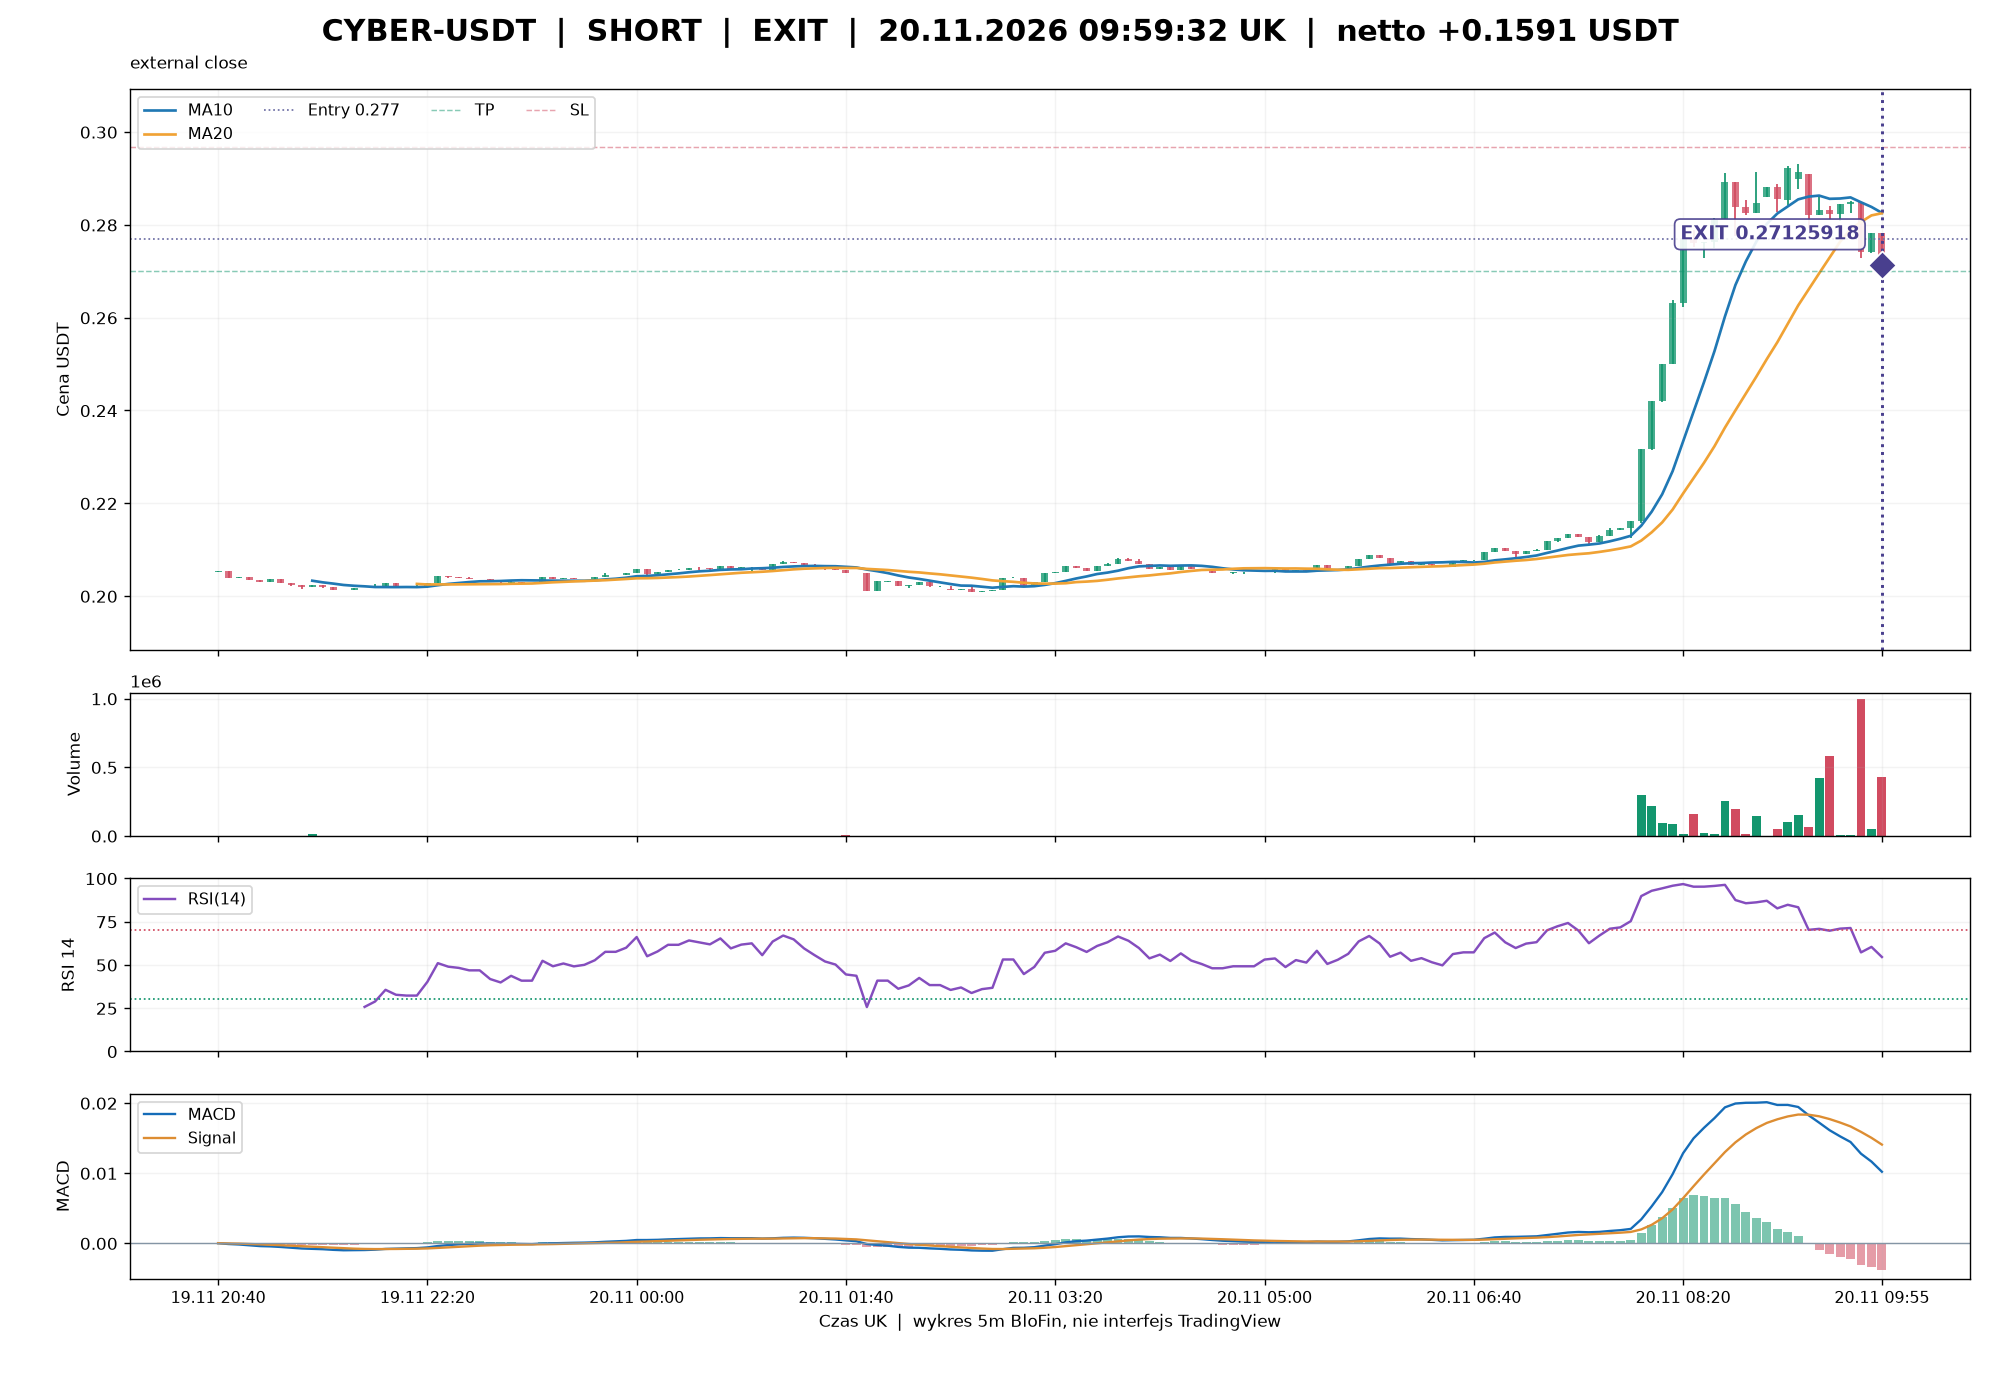 CYBER-USDT | SHORT | EXIT | 20.11.2026 09:59:32 UK | netto +0.1591 USDT
external close
MA10 Entry 0.277 TP SL
MA20
0.30
0.28
0.26
0.24
0.22
0.20
Cena USDT
EXIT 0.27125918
1e6
1.0
0.5
0.0
Volume
RSI(14)
100
75
50
25
0
RSI 14
MACD
Signal
0.02
0.01
0.00
MACD
19.11 20:40 19.11 22:20 20.11 00:00 20.11 01:40 20.11 03:20 20.11 05:00 20.11 06:40 20.11 08:20 20.11 09:55
Czas UK | wykres 5m BloFin, nie interfejs TradingView